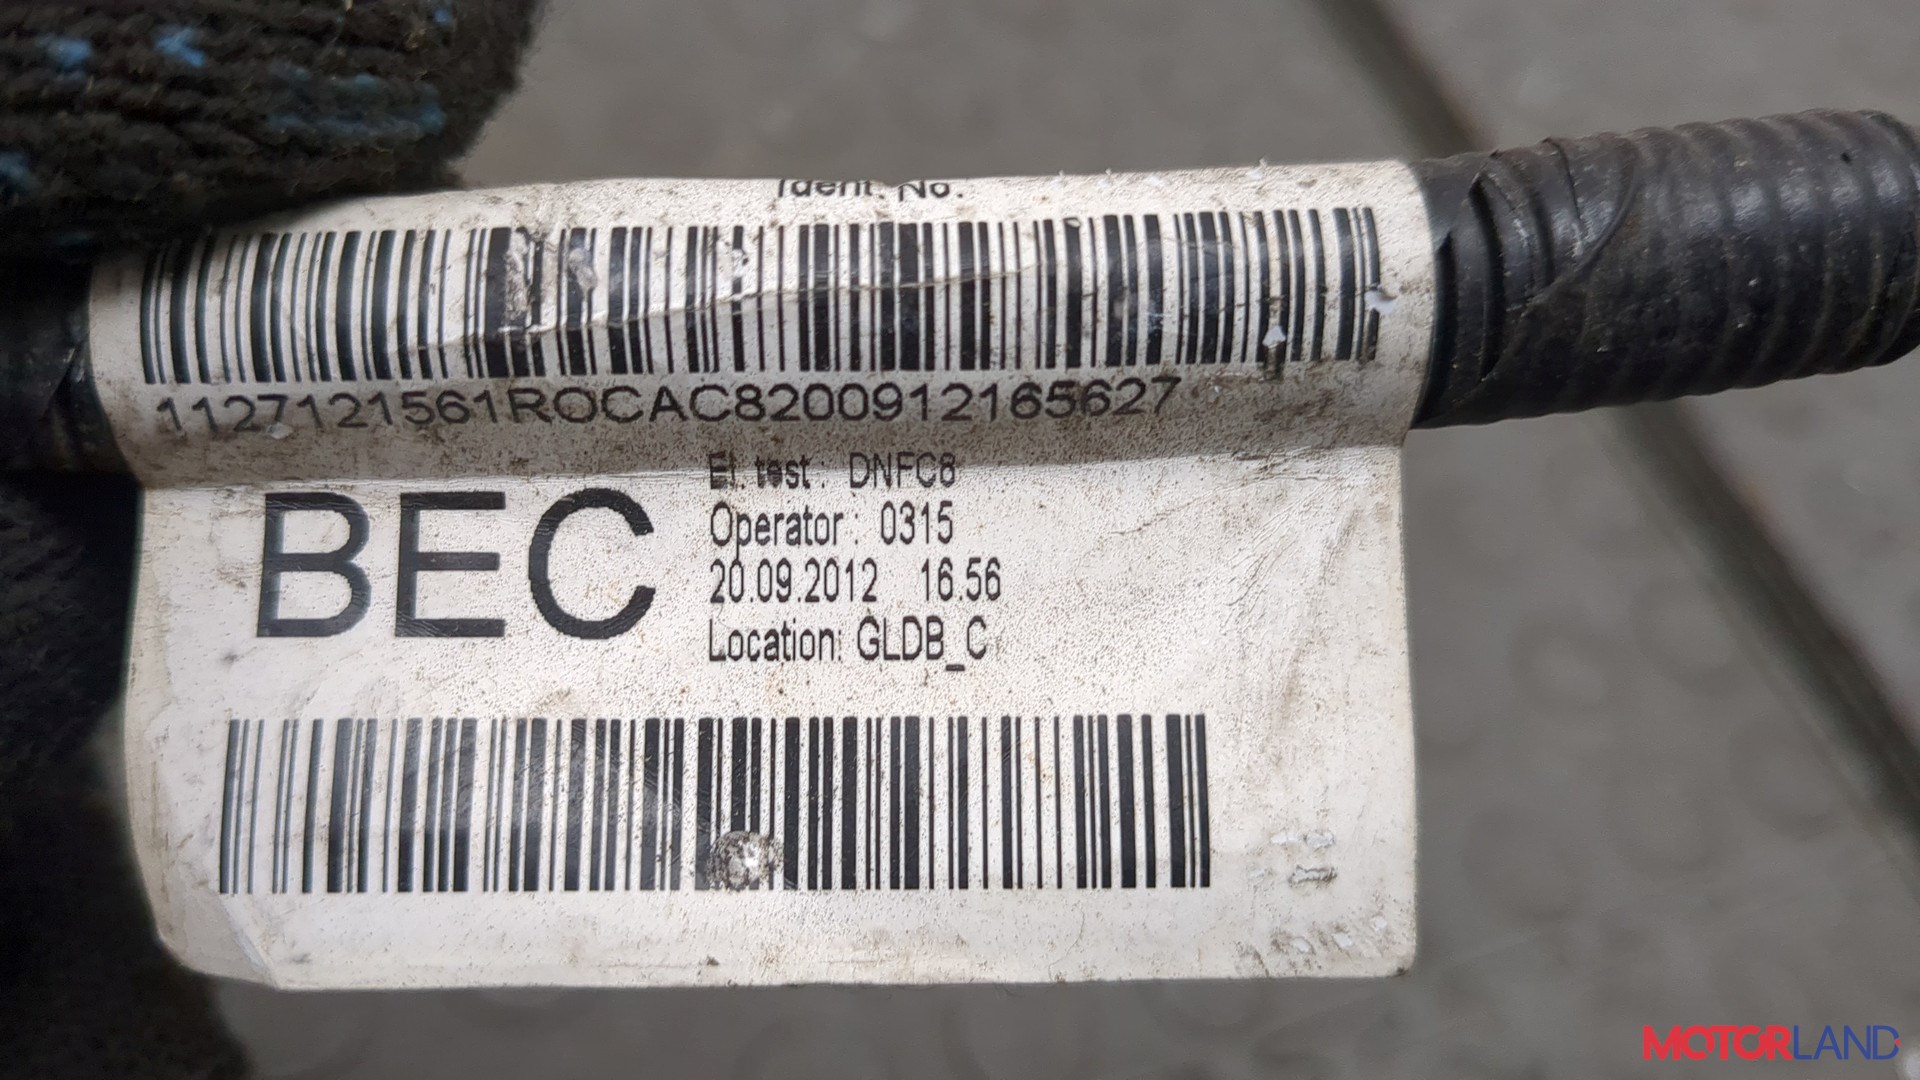 Ident. No.
1127121561ROCAC8200912165627
BEC
El. test : DNFC8
Operator : 0315
20.09.2012 16.56
Location: GLDB_C
MOTORLAND